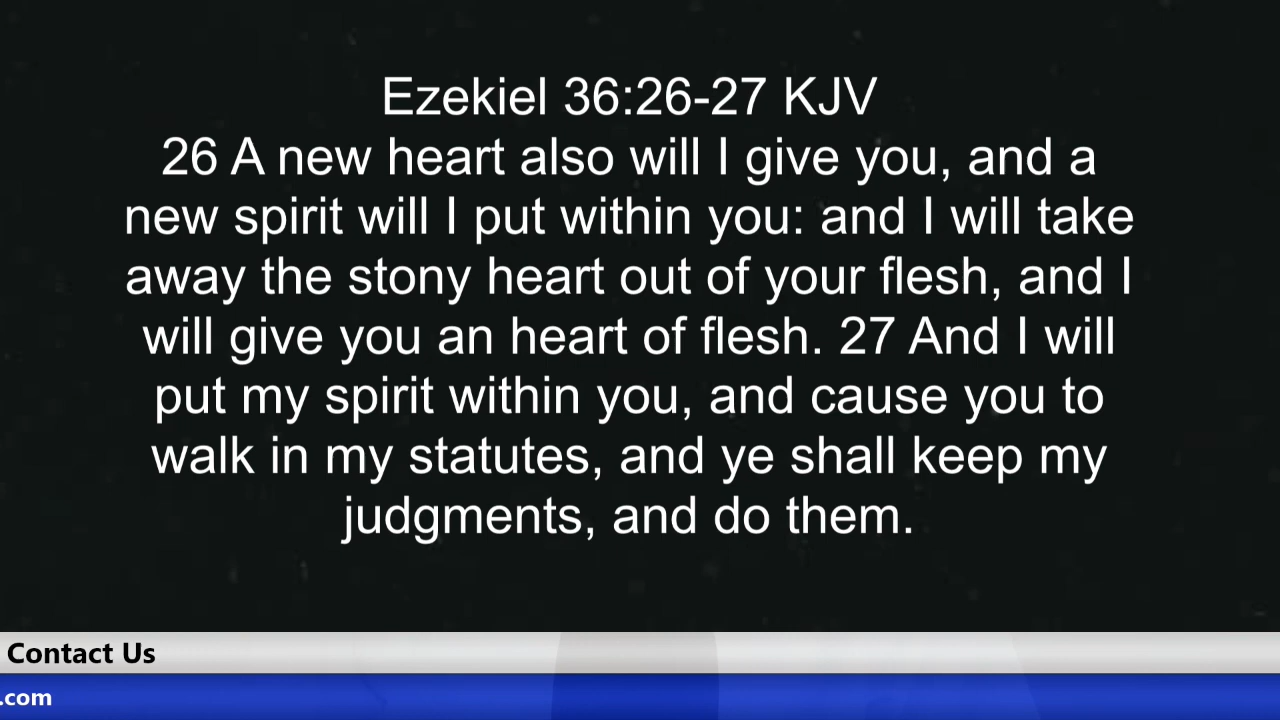 Ezekiel 36:26-27 KJV
26 A new heart also will I give you, and a
new spirit will I put within you: and I will take
away the stony heart out of your flesh, and I
will give you an heart of flesh. 27 And I will
put my spirit within you, and cause you to
walk in my statutes, and ye shall keep my
judgments, and do them.
Contact Us
.com